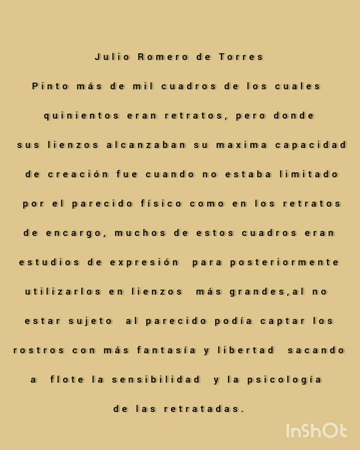 Julio Romero de Torres
Pinto más de mil cuadros de los cuales
quinientos eran retratos, pero donde
sus lienzos alcanzaban su maxima capacidad
de creación fue cuando no estaba limitado
por el parecido físico como en los retratos
de encargo, muchos de estos cuadros eran
estudios de expresión para posteriormente
utilizarlos en lienzos más grandes,al no
estar sujeto al parecido podía captar los
rostros con más fantasía y libertad sacando
a flote la sensibilidad y la psicología
de las retratadas.
InShOt